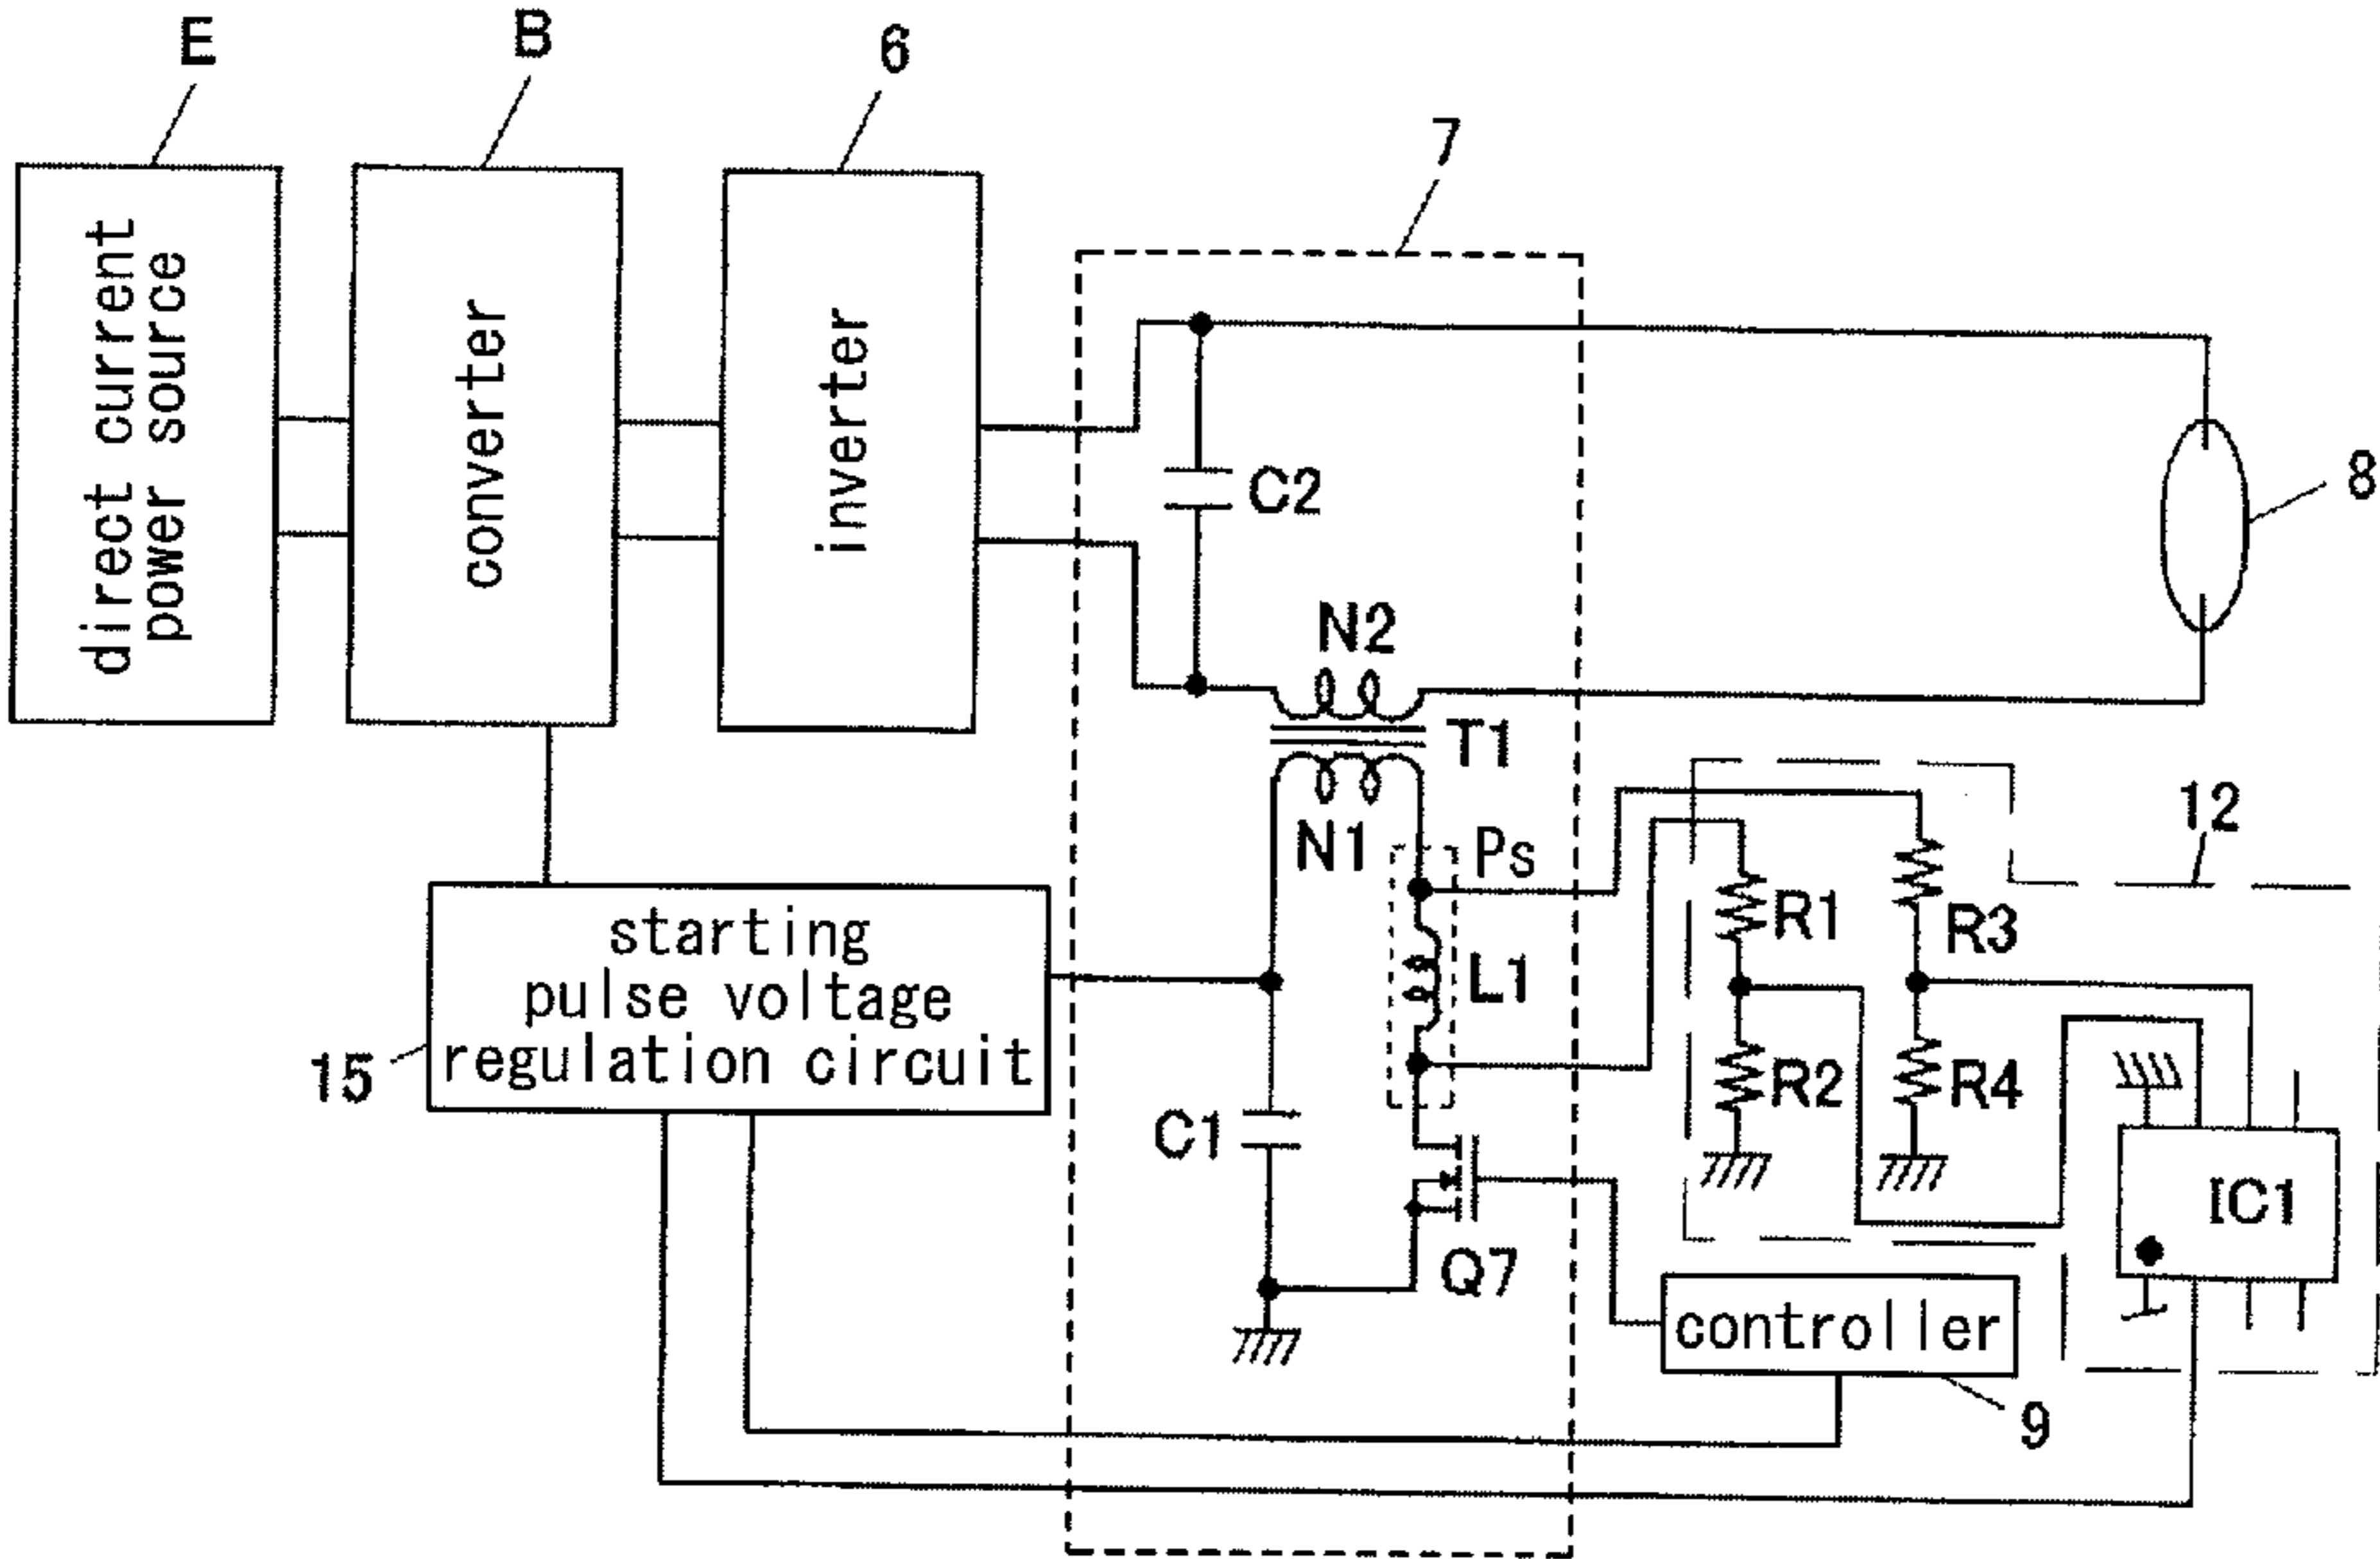 E
B
6
7
direct current
power source
converter
inverter
C2
8
N2
T1
N1
Ps
12
R1
R3
L1
starting
pulse voltage
regulation circuit
15
R2
R4
C1
IC1
Q7
controller
9